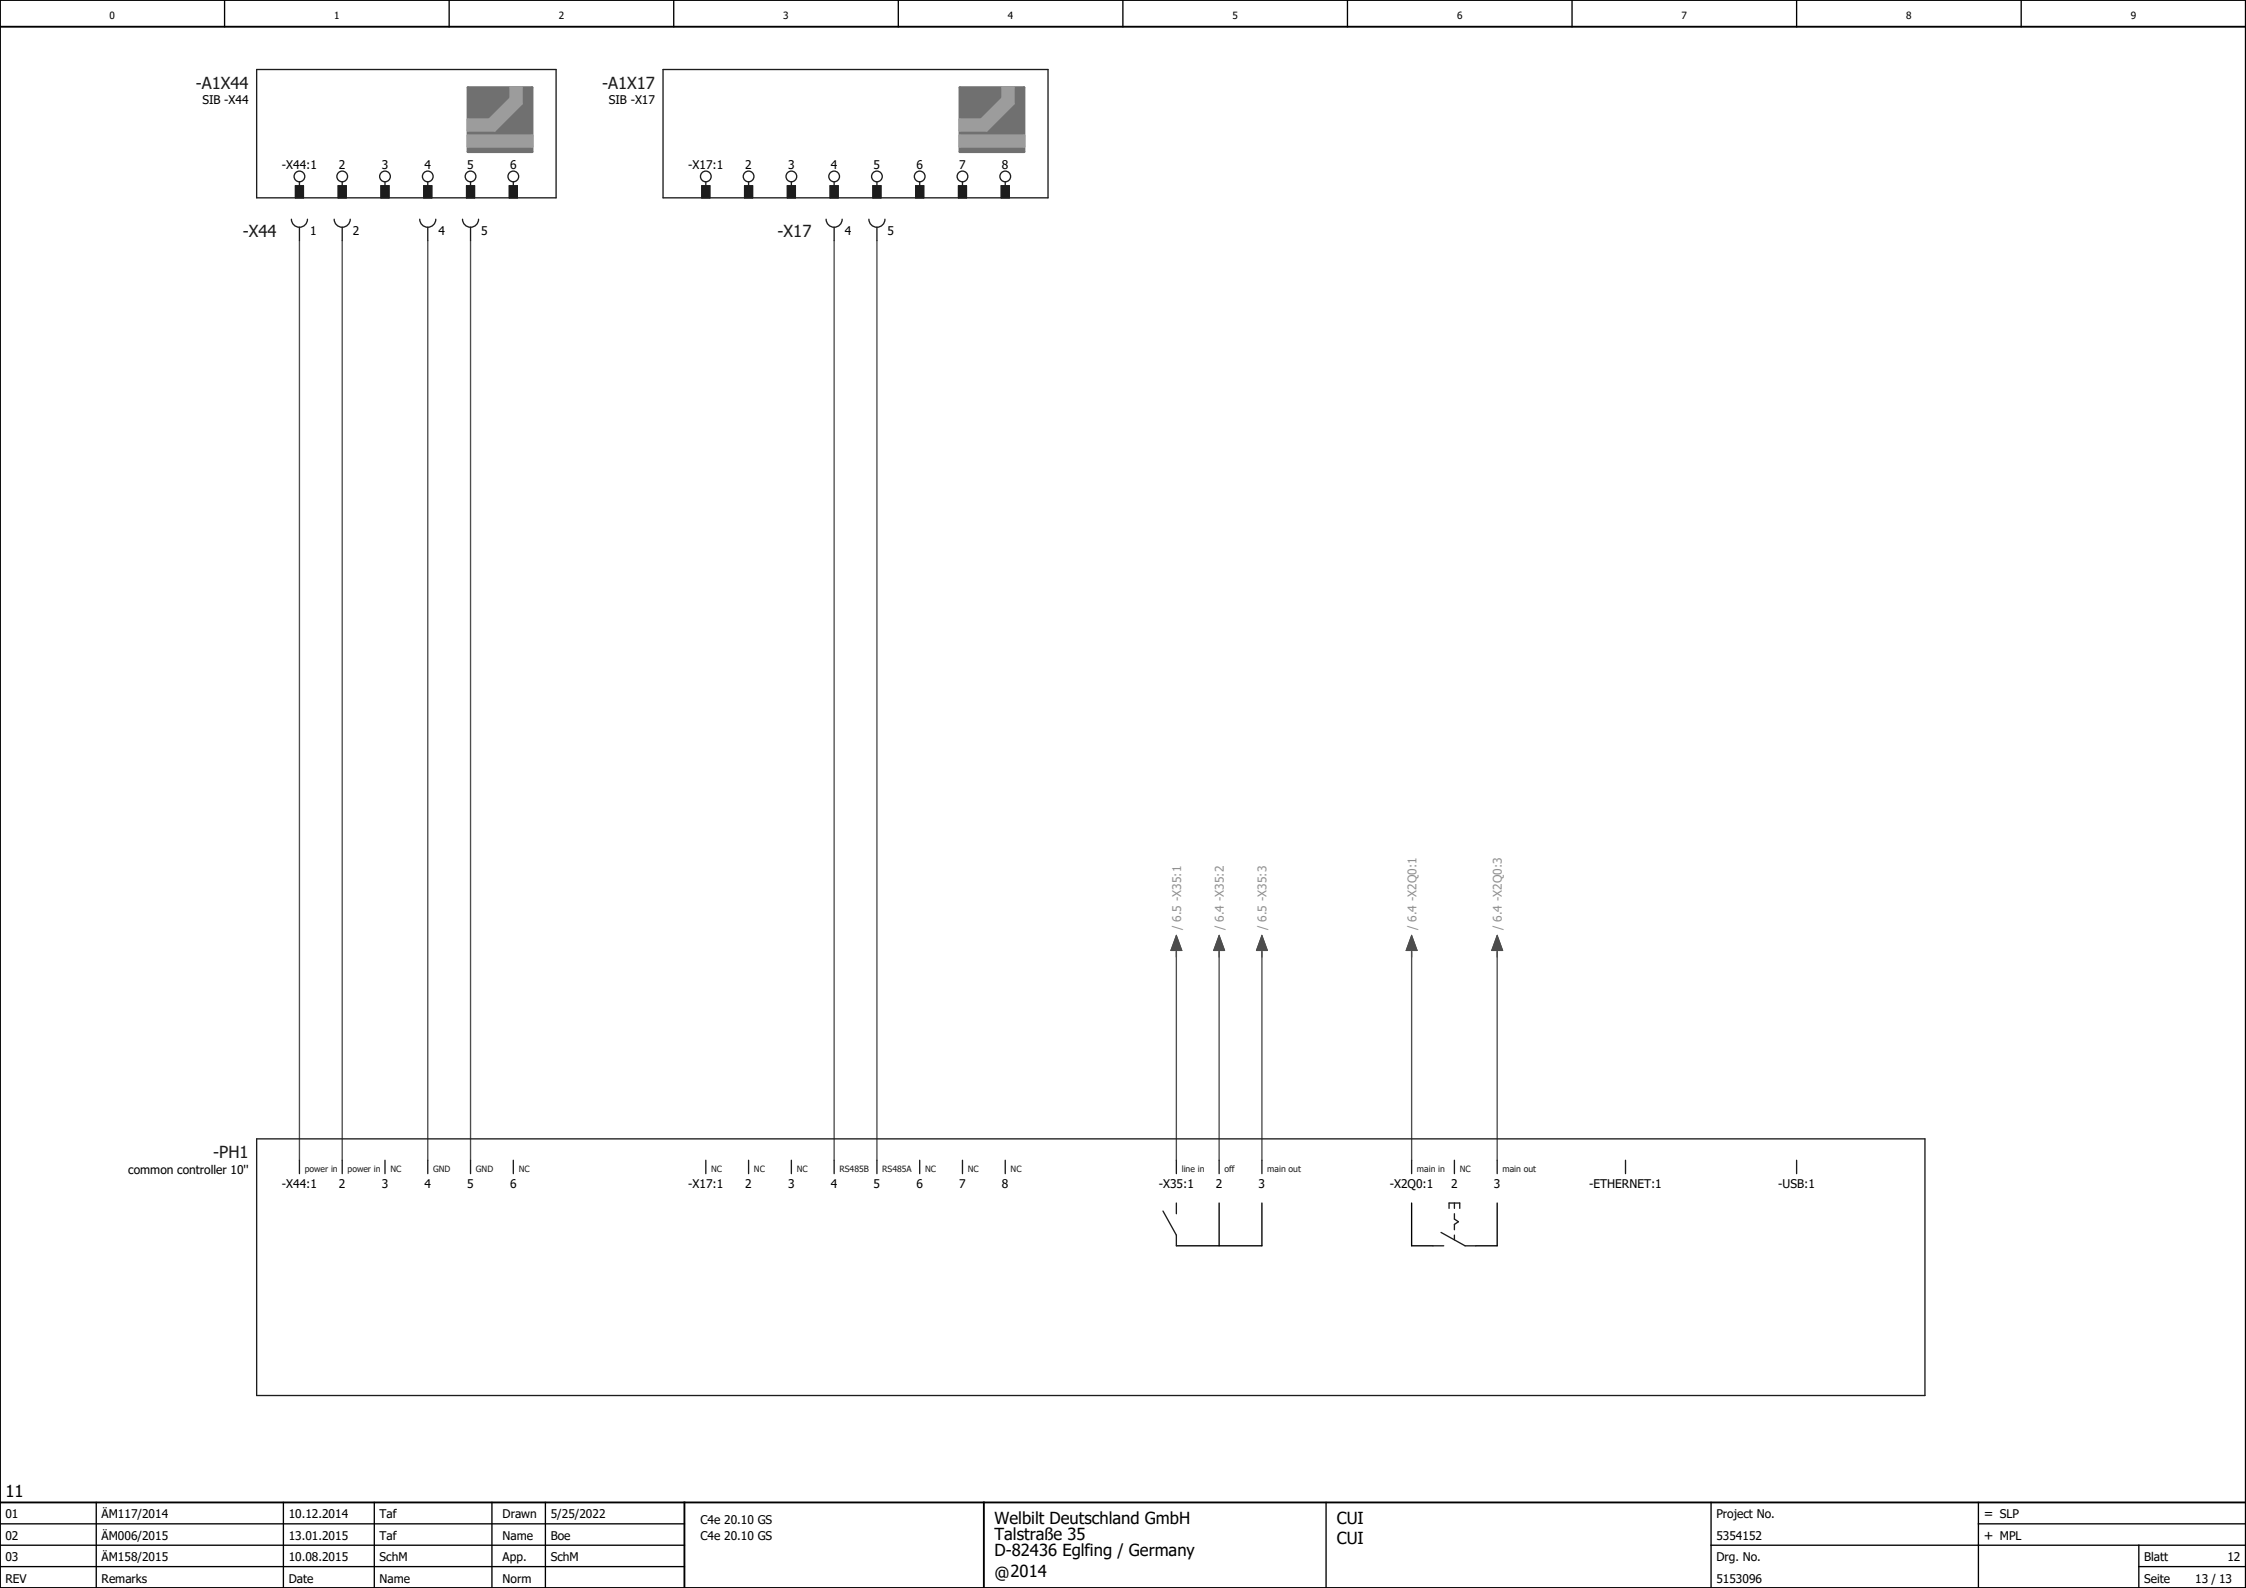 0 1 2 3 4 5 6 7 8 9
-A1X44
SIB -X44
-X44:1 2 3 4 5 6
-A1X17
SIB -X17
-X17:1 2 3 4 5 6 7 8
-X44 1 2 4 5
-X17 4 5
/ 6.5 -X35:1
/ 6.4 -X35:2
/ 6.5 -X35:3
/ 6.4 -X2Q0:1
/ 6.4 -X2Q0:3
-PH1
common controller 10"
power in power in NC GND GND NC
-X44:1 2 3 4 5 6
NC NC NC RS485B RS485A NC NC NC
-X17:1 2 3 4 5 6 7 8
line in off main out
-X35:1 2 3
main in NC main out
-X2Q0:1 2 3
-ETHERNET:1
-USB:1
11
01 ÄM117/2014 10.12.2014 Taf Drawn 5/25/2022
02 ÄM006/2015 13.01.2015 Taf Name Boe
03 ÄM158/2015 10.08.2015 SchM App. SchM
REV Remarks Date Name Norm
C4e 20.10 GS
C4e 20.10 GS
Welbilt Deutschland GmbH
Talstraße 35
D-82436 Eglfing / Germany
@2014
CUI
CUI
Project No.
5354152
Drg. No.
5153096
= SLP
+ MPL
Blatt 12
Seite 13 / 13